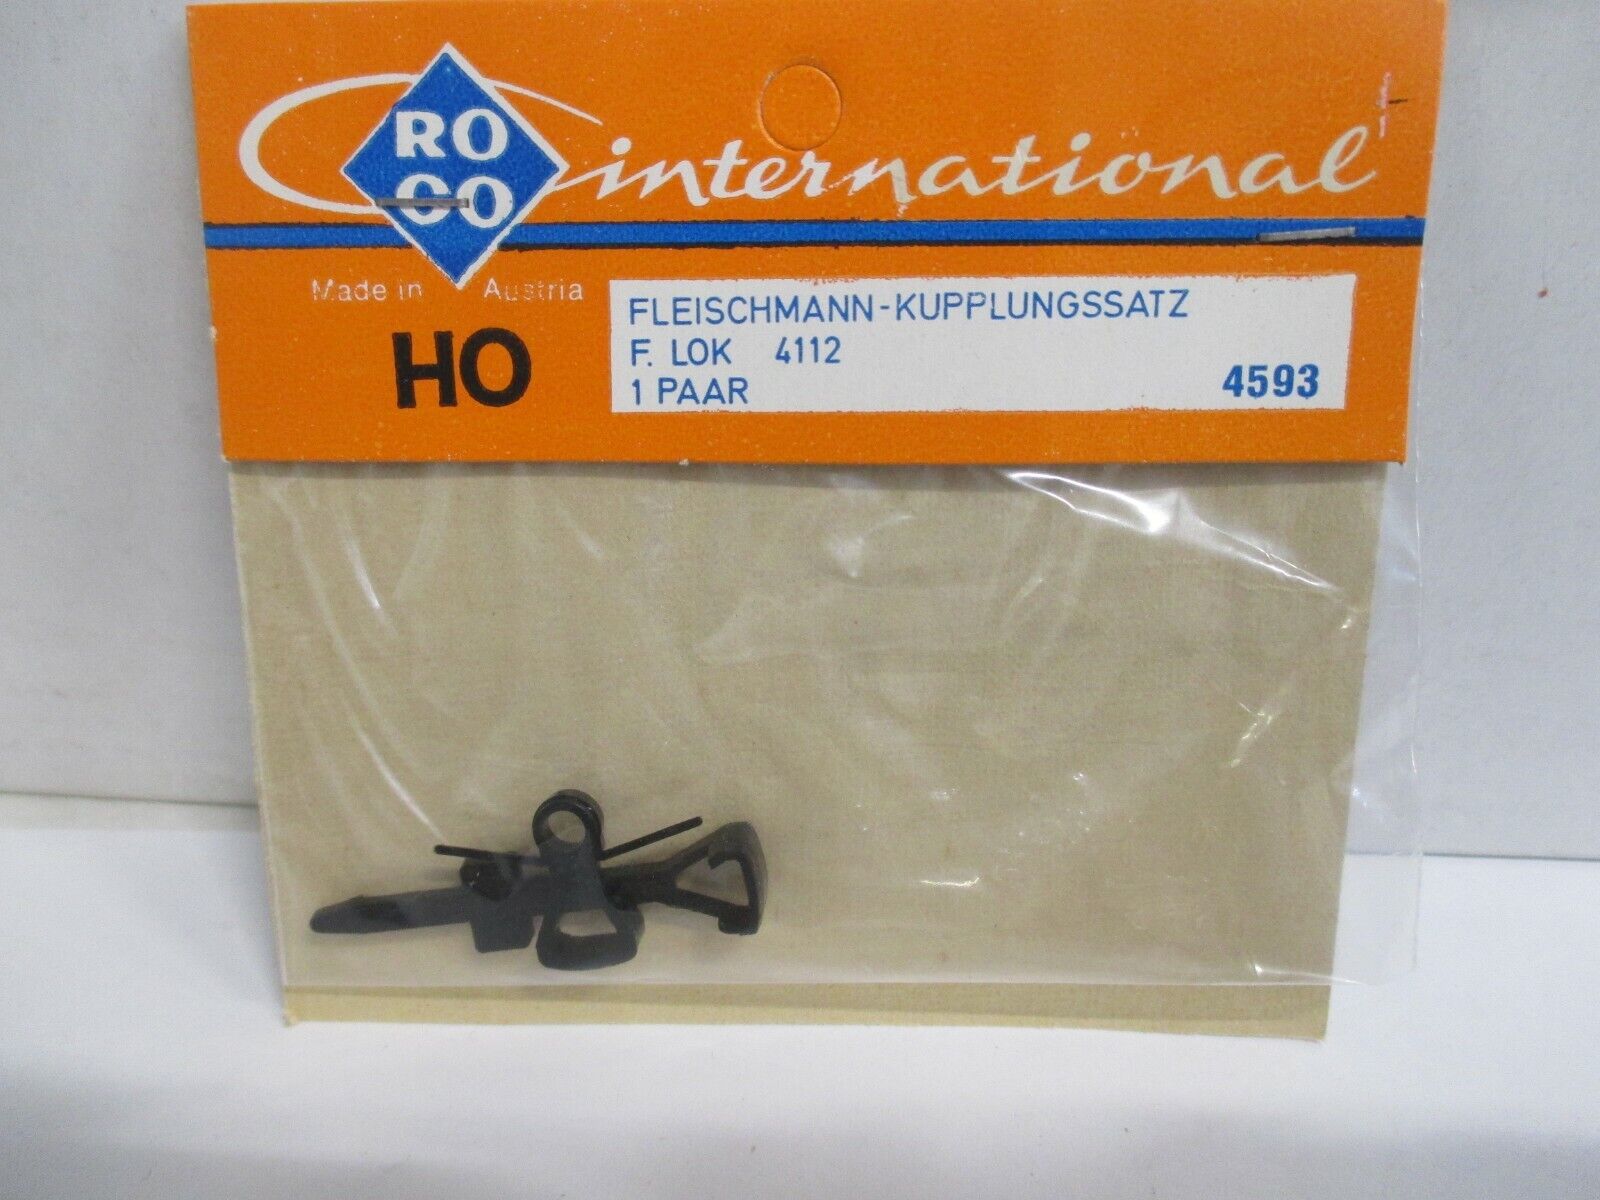 RO
CO
international
Made in Austria
HO
FLEISCHMANN-KUPPLUNGSSATZ
F. LOK 4112
1 PAAR 4593